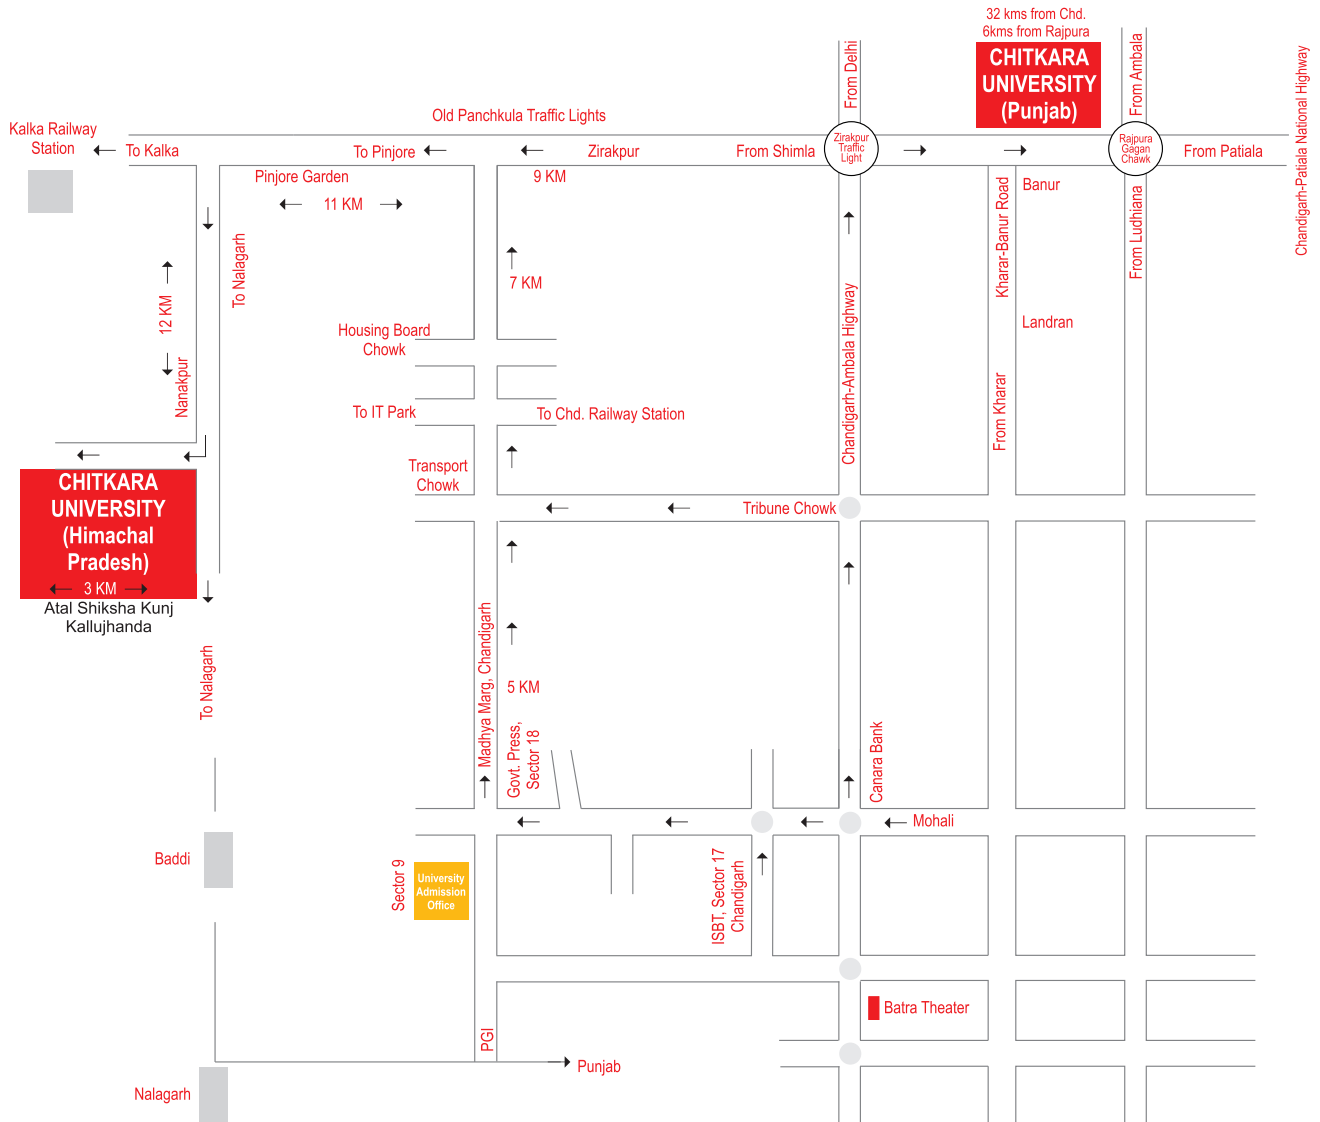 32 kms from Chd.
6kms from Rajpura
CHITKARA
UNIVERSITY
(Punjab)
From Delhi
From Ambala
Chandigarh-Patiala National Highway
Old Panchkula Traffic Lights
Kalka Railway
Station
To Kalka
To Pinjore
Zirakpur
From Shimla
Zirakpur
Traffic
Light
Rajpura
Gagan
Chawk
From Patiala
Pinjore Garden
9 KM
11 KM
Kharar-Banur Road
Banur
From Ludhiana
To Nalagarh
7 KM
12 KM
Housing Board
Chowk
Landran
Chandigarh-Ambala Highway
Nanakpur
To IT Park
To Chd. Railway Station
From Kharar
Transport
Chowk
CHITKARA
UNIVERSITY
(Himachal
Pradesh)
3 KM
Atal Shiksha Kunj
Kallujhanda
Tribune Chowk
Madhya Marg, Chandigarh
To Nalagarh
5 KM
Govt. Press,
Sector 18
Canara Bank
Mohali
Baddi
Sector 9
University
Admission
Office
ISBT, Sector 17
Chandigarh
Batra Theater
PGI
Punjab
Nalagarh